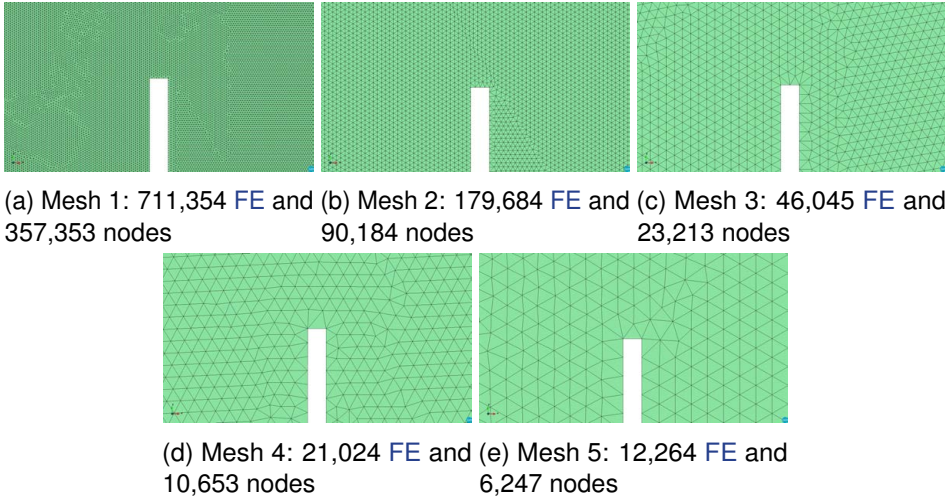 (a) Mesh 1: 711,354 FE and
357,353 nodes
(b) Mesh 2: 179,684 FE and
90,184 nodes
(c) Mesh 3: 46,045 FE and
23,213 nodes
(d) Mesh 4: 21,024 FE and
10,653 nodes
(e) Mesh 5: 12,264 FE and
6,247 nodes